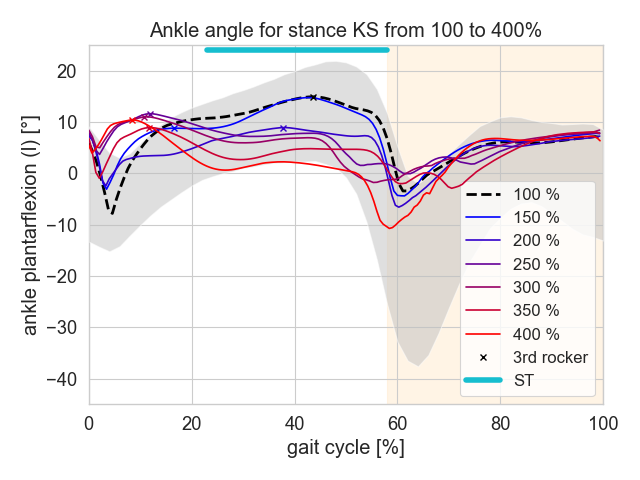 Ankle angle for stance KS from 100 to 400%
ankle plantarflexion (l) [°]
20
10
0
−10
−20
−30
−40
100 %
150 %
200 %
250 %
300 %
350 %
400 %
3rd rocker
ST
0 20 40 60 80 100
gait cycle [%]